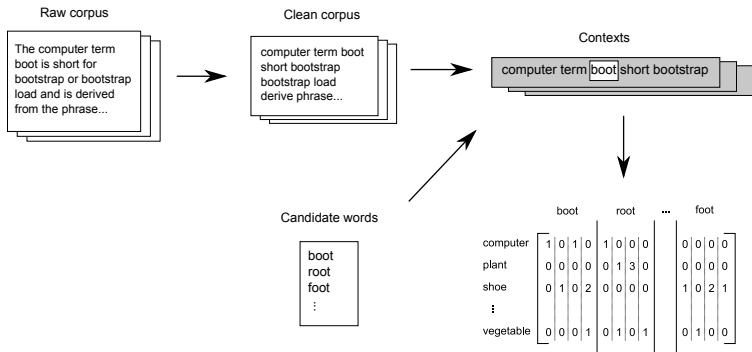 Raw corpus
The computer term
boot is short for
bootstrap or bootstrap
load and is derived
from the phrase...
Clean corpus
computer term boot
short bootstrap
bootstrap load
derive phrase...
Contexts
computer term boot short bootstrap
Candidate words
boot
root
foot
⋮
boot root ... foot
computer 1 0 1 0 1 0 0 0 0 0 0 0
plant 0 0 0 0 0 1 3 0 0 0 0 0
shoe 0 1 0 2 0 0 0 0 1 0 2 1
⋮
vegetable 0 0 0 1 0 1 0 1 0 1 0 0